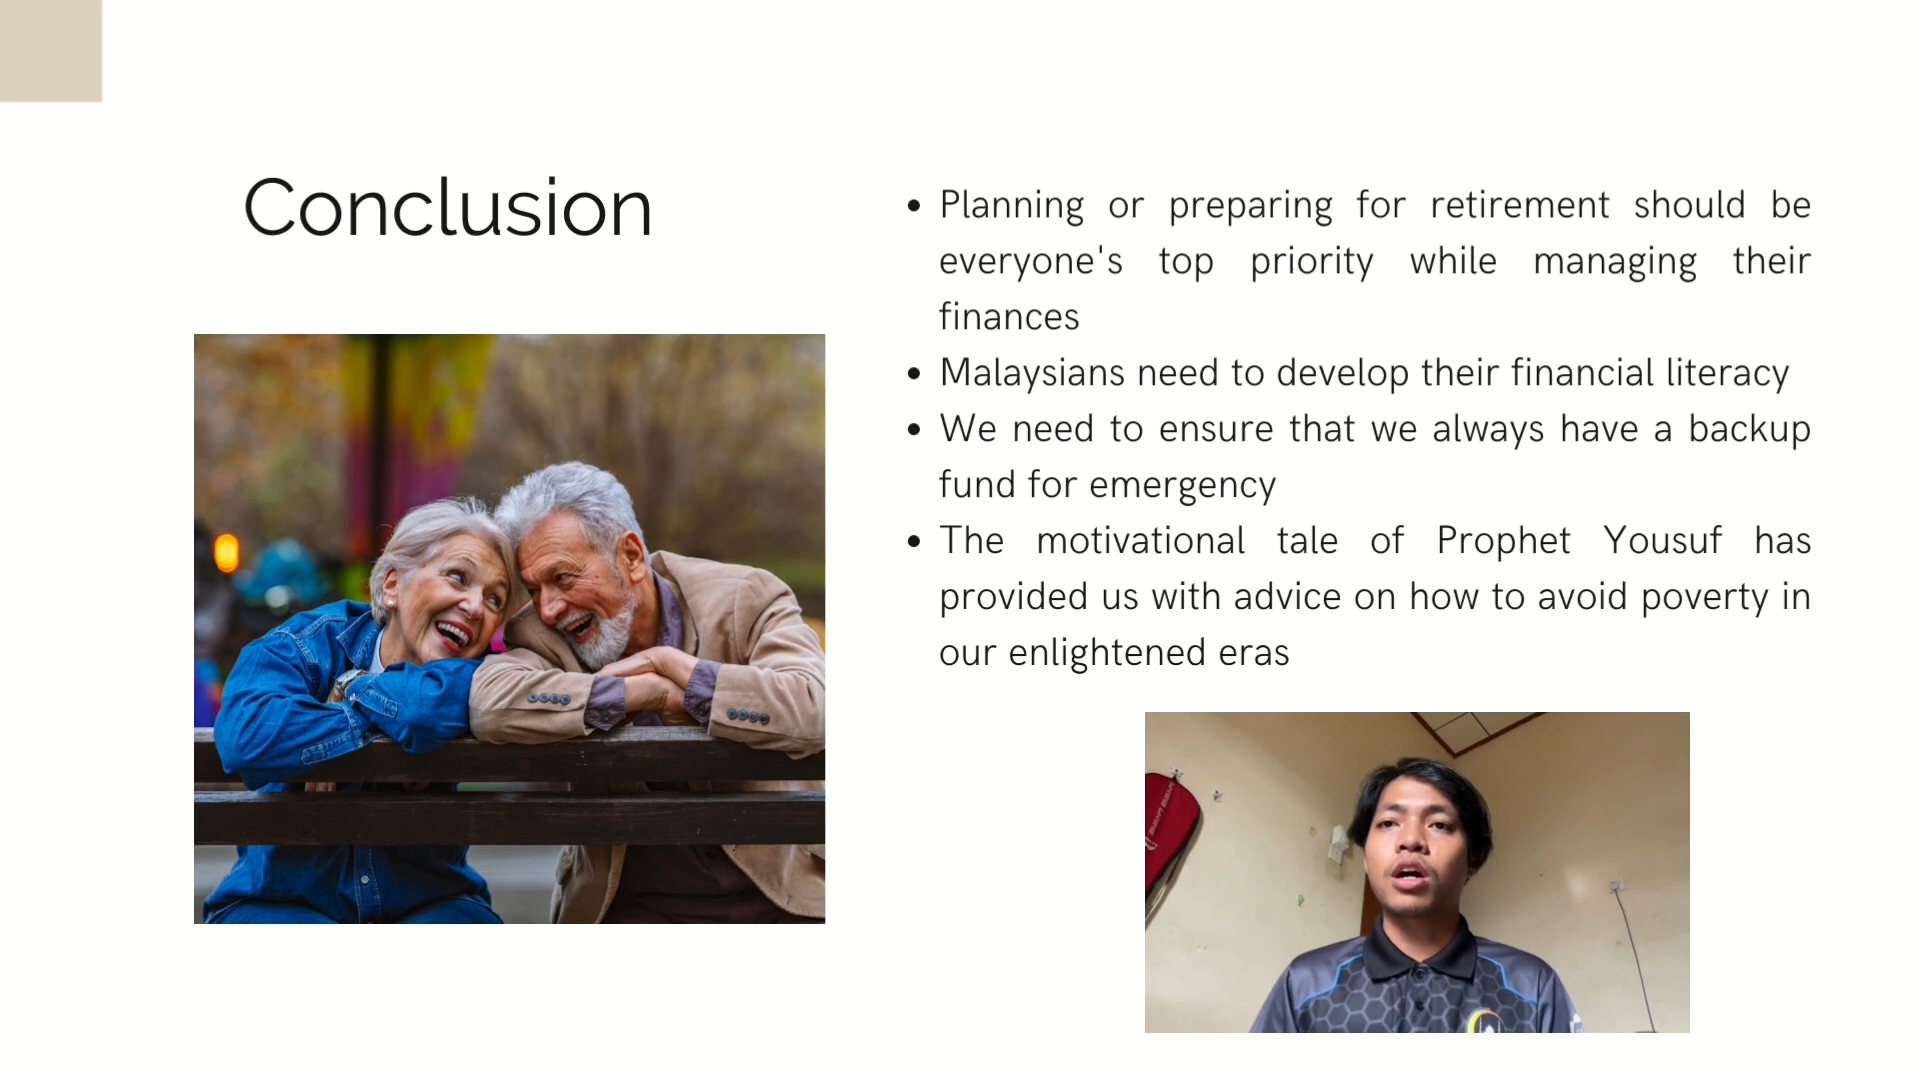 Conclusion
• Planning or preparing for retirement should be
everyone's top priority while managing their
finances
• Malaysians need to develop their financial literacy
• We need to ensure that we always have a backup
fund for emergency
• The motivational tale of Prophet Yousuf has
provided us with advice on how to avoid poverty in
our enlightened eras